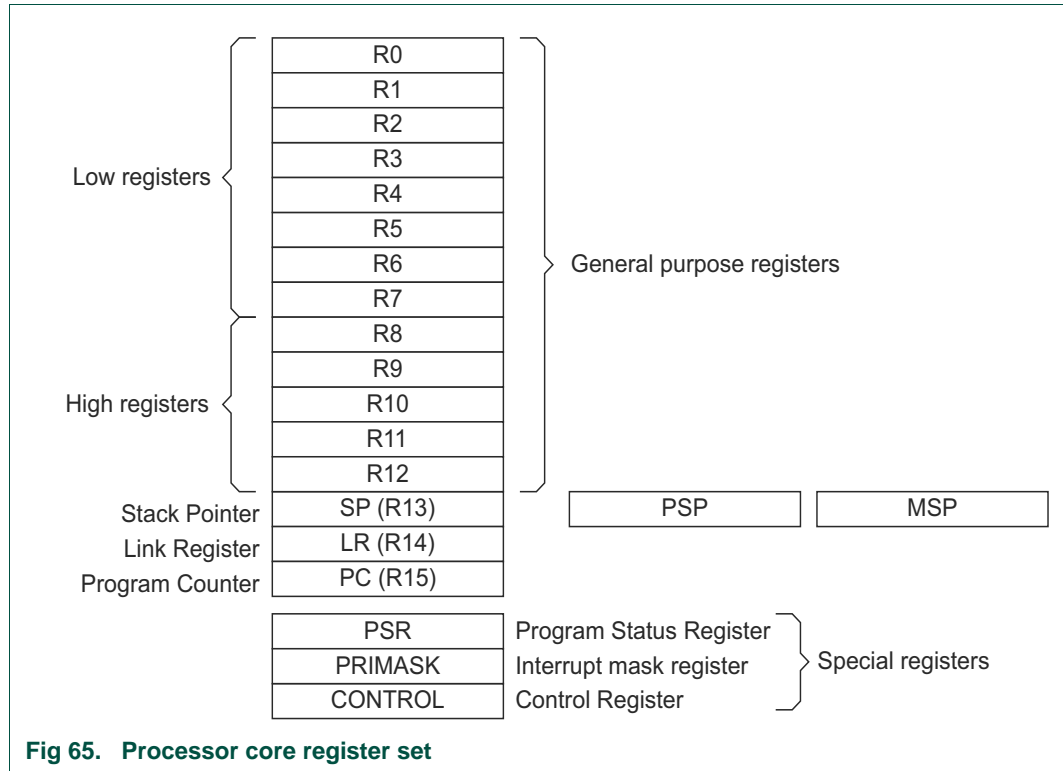 R0
R1
R2
R3
Low registers
R4
R5
R6
General purpose registers
R7
R8
R9
High registers
R10
R11
R12
Stack Pointer SP (R13) PSP MSP
Link Register LR (R14)
Program Counter PC (R15)
PSR Program Status Register
PRIMASK Interrupt mask register Special registers
CONTROL Control Register
Fig 65. Processor core register set